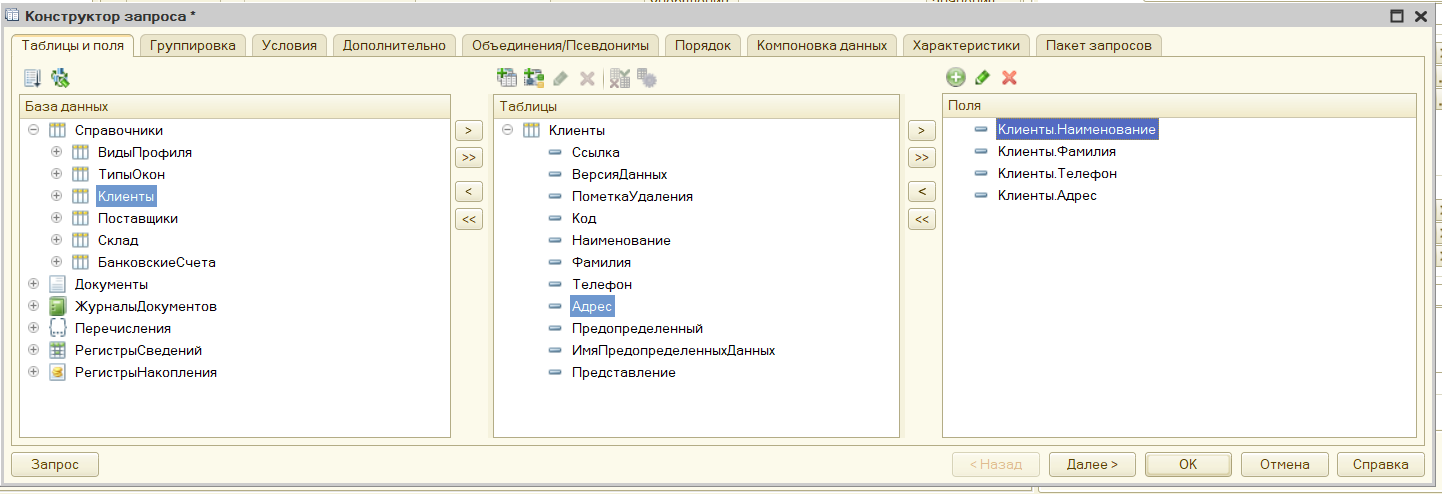 Конструктор запроса *
Таблицы и поля Группировка Условия Дополнительно Объединения/Псевдонимы Порядок Компоновка данных Характеристики Пакет запросов
База данных
Справочники
ВидыПрофиля
ТипыОкон
Клиенты
Поставщики
Склад
БанковскиеСчета
Документы
ЖурналыДокументов
Перечисления
РегистрыСведений
РегистрыНакопления
>
>>
<
<<
Таблицы
Клиенты
Ссылка
ВерсияДанных
ПометкаУдаления
Код
Наименование
Фамилия
Телефон
Адрес
Предопределенный
ИмяПредопределенныхДанных
Представление
>
>>
<
<<
Поля
Клиенты.Наименование
Клиенты.Фамилия
Клиенты.Телефон
Клиенты.Адрес
Запрос < Назад Далее > OK Отмена Справка